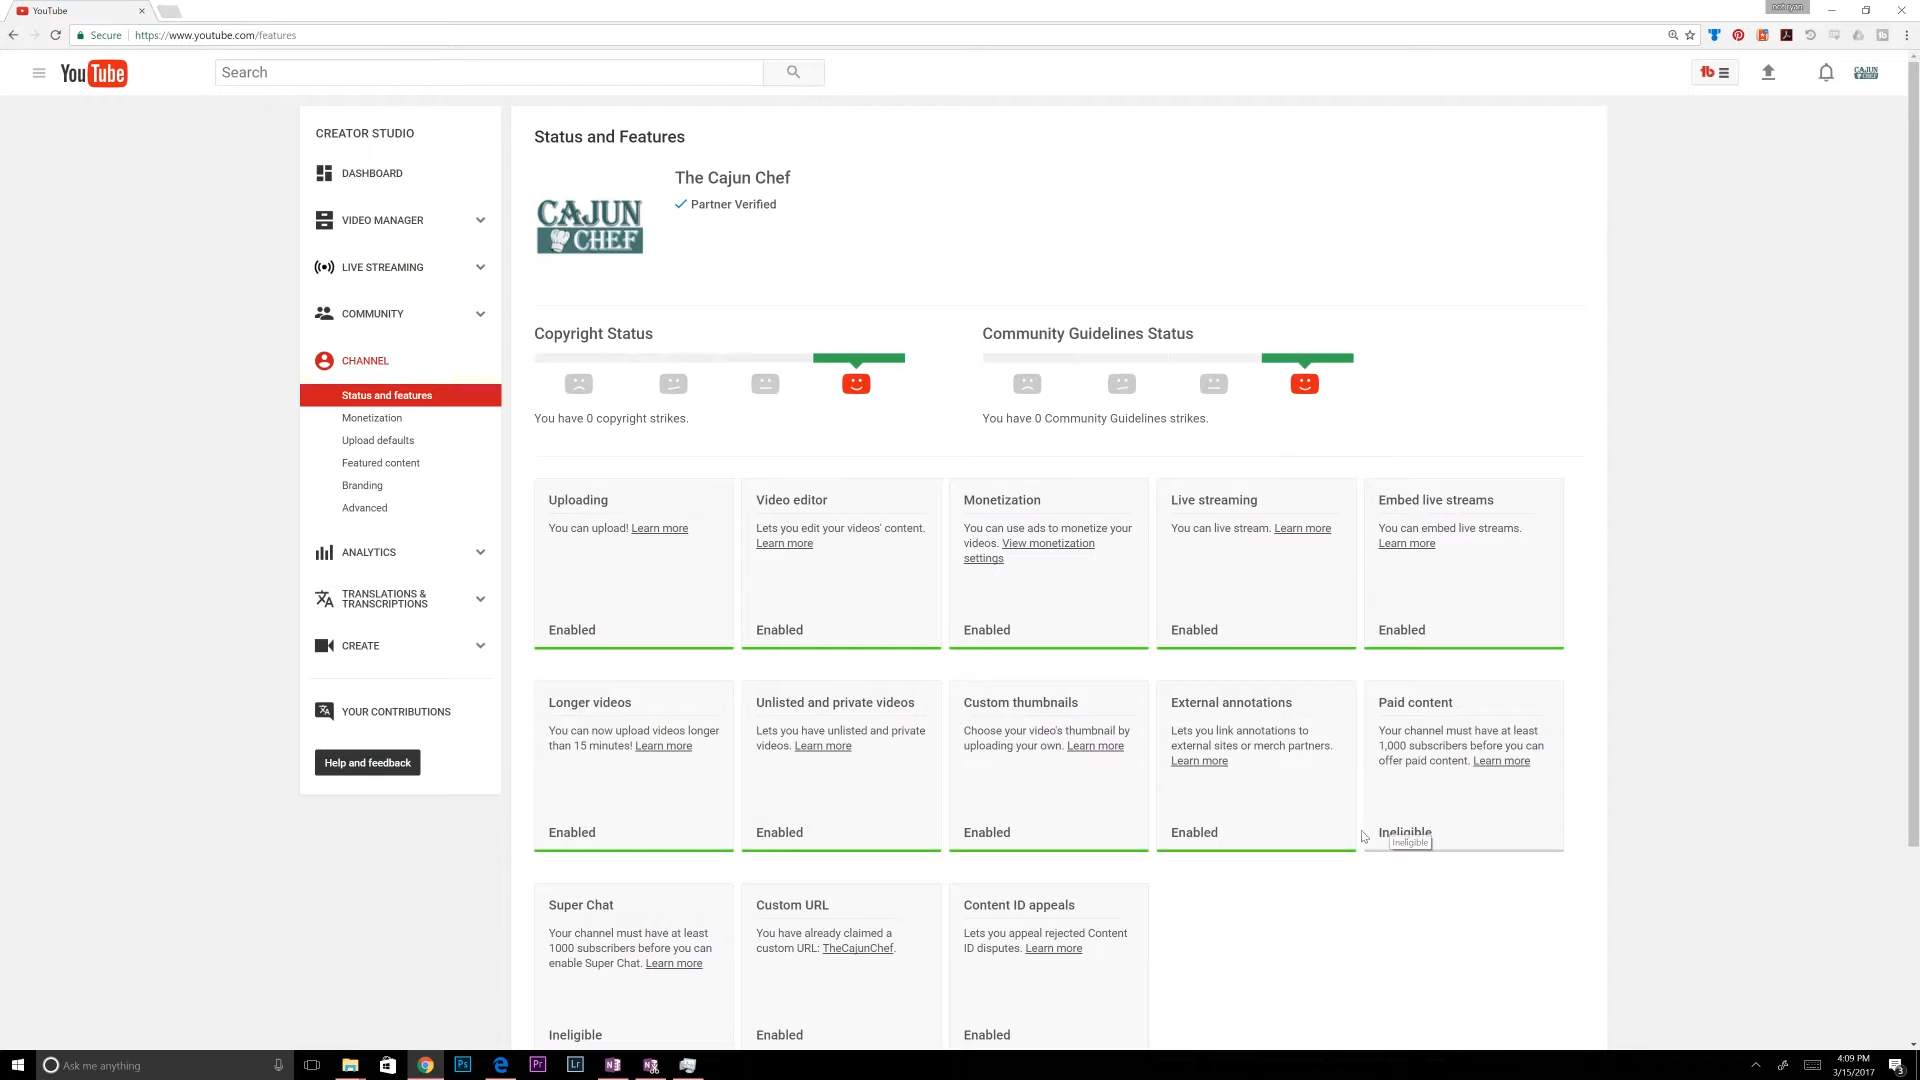 YouTube
not ryan
Secure https://www.youtube.com/features
YouTube
Search
CAJUN
CHEF
CREATOR STUDIO
DASHBOARD
VIDEO MANAGER
LIVE STREAMING
COMMUNITY
CHANNEL
Status and features
Monetization
Upload defaults
Featured content
Branding
Advanced
ANALYTICS
TRANSLATIONS &
TRANSCRIPTIONS
CREATE
YOUR CONTRIBUTIONS
Help and feedback
Status and Features
CAJUN
CHEF
The Cajun Chef
Partner Verified
Copyright Status
You have 0 copyright strikes.
Community Guidelines Status
You have 0 Community Guidelines strikes.
Uploading
You can upload! Learn more
Enabled
Video editor
Lets you edit your videos' content.
Learn more
Enabled
Monetization
You can use ads to monetize your
videos. View monetization
settings
Enabled
Live streaming
You can live stream. Learn more
Enabled
Embed live streams
You can embed live streams.
Learn more
Enabled
Longer videos
You can now upload videos longer
than 15 minutes! Learn more
Enabled
Unlisted and private videos
Lets you have unlisted and private
videos. Learn more
Enabled
Custom thumbnails
Choose your video's thumbnail by
uploading your own. Learn more
Enabled
External annotations
Lets you link annotations to
external sites or merch partners.
Learn more
Enabled
Paid content
Your channel must have at least
1,000 subscribers before you can
offer paid content. Learn more
Ineligible
Ineligible
Super Chat
Your channel must have at least
1000 subscribers before you can
enable Super Chat. Learn more
Ineligible
Custom URL
You have already claimed a
custom URL: TheCajunChef.
Enabled
Content ID appeals
Lets you appeal rejected Content
ID disputes. Learn more
Enabled
Ask me anything
Ps
Pr
Lr
4:09 PM
3/15/2017
3